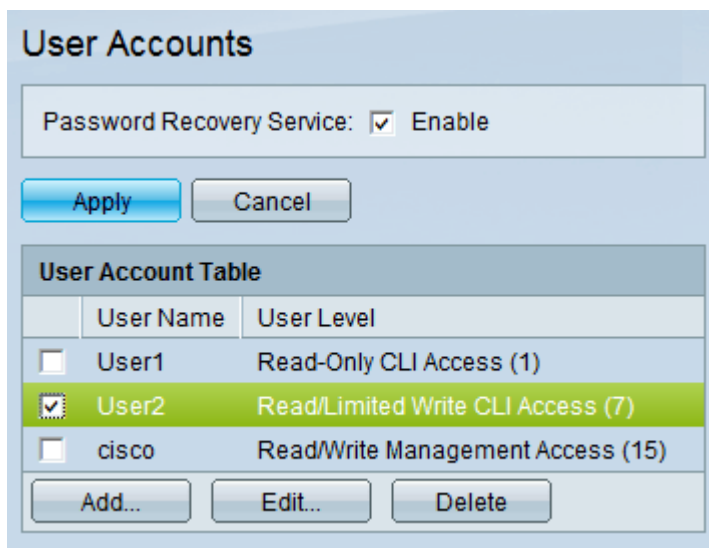 User Accounts
Password Recovery Service: Enable
Apply Cancel
User Account Table
User Name User Level
User1 Read-Only CLI Access (1)
User2 Read/Limited Write CLI Access (7)
cisco Read/Write Management Access (15)
Add... Edit... Delete